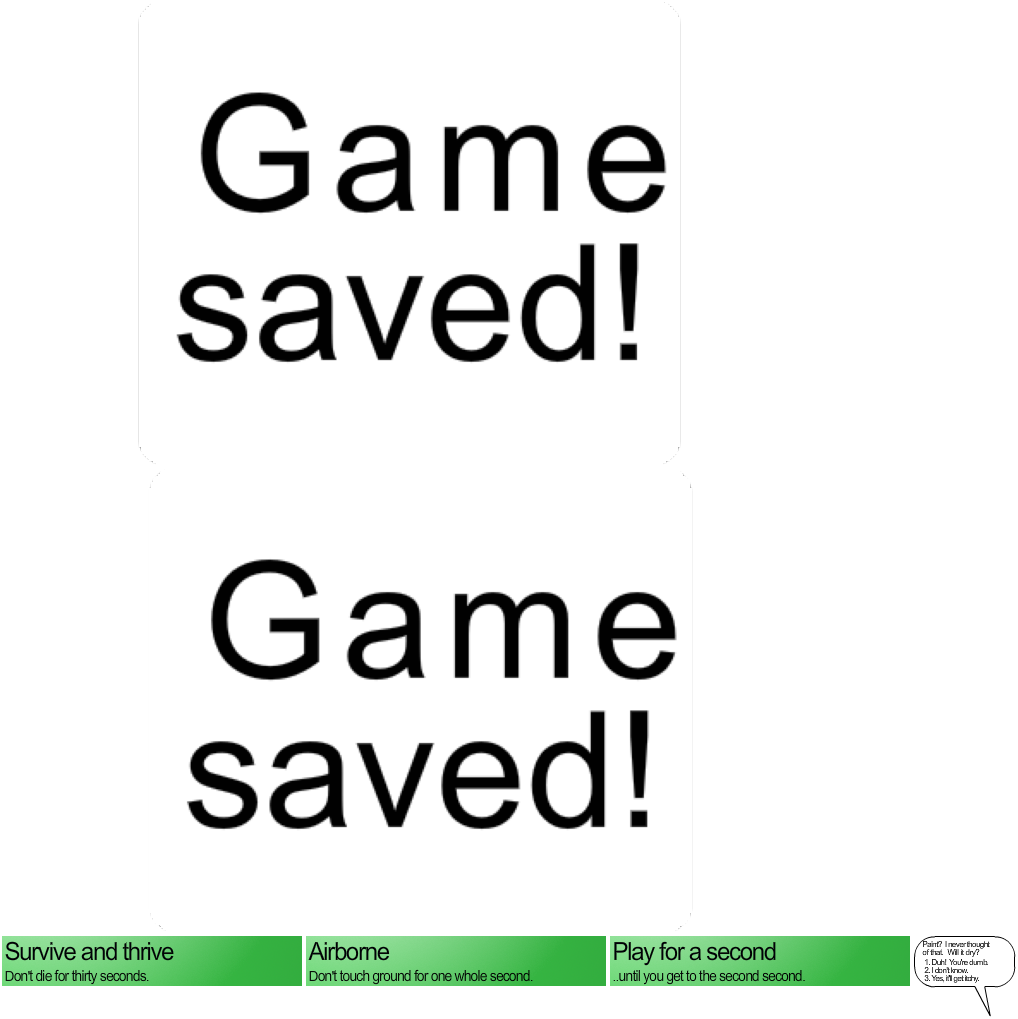 Game
saved!
Game
saved!
Survive and thrive
Don't die for thirty seconds.
Airborne
Don't touch ground for one whole second.
Play for a second
..until you get to the second second.
Paint? I never thought
of that. Will it dry?
1. Duh! You're dumb.
2. I don't know.
3. Yes, it'll get itchy.